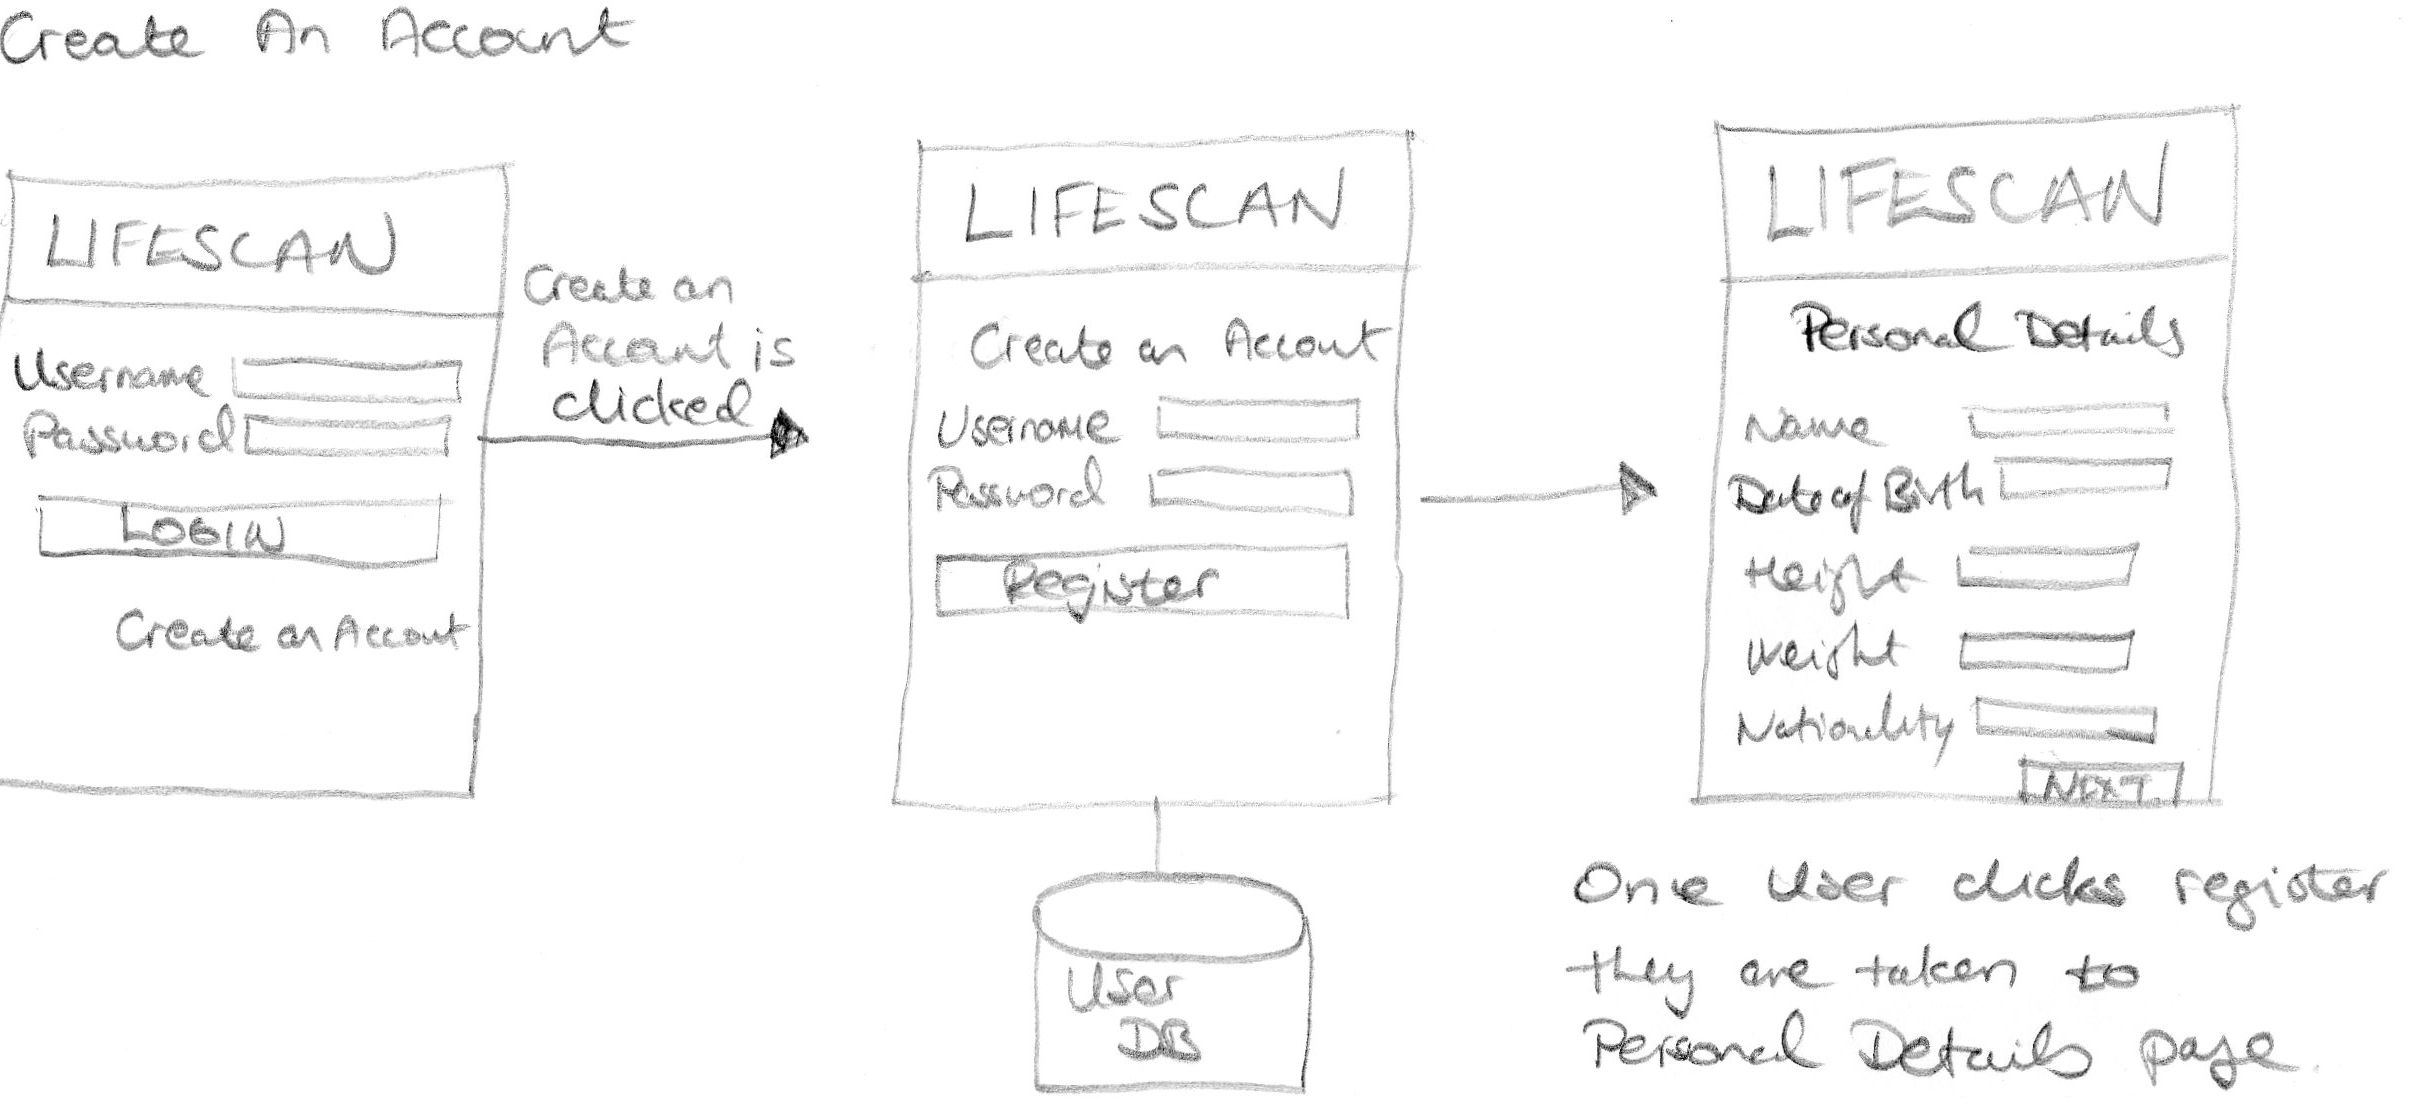 Create An Account
LIFESCAN
Username
Password
LOGIN
Create an Accout
Create an
Account is
clicked
LIFESCAN
Create an Accout
Username
Password
Register
User
DB
LIFESCAN
Personal Details
Name
Date of Birth
Height
Weight
Nationality
NEXT
Once User clicks register
they are taken to
Personal Details page.